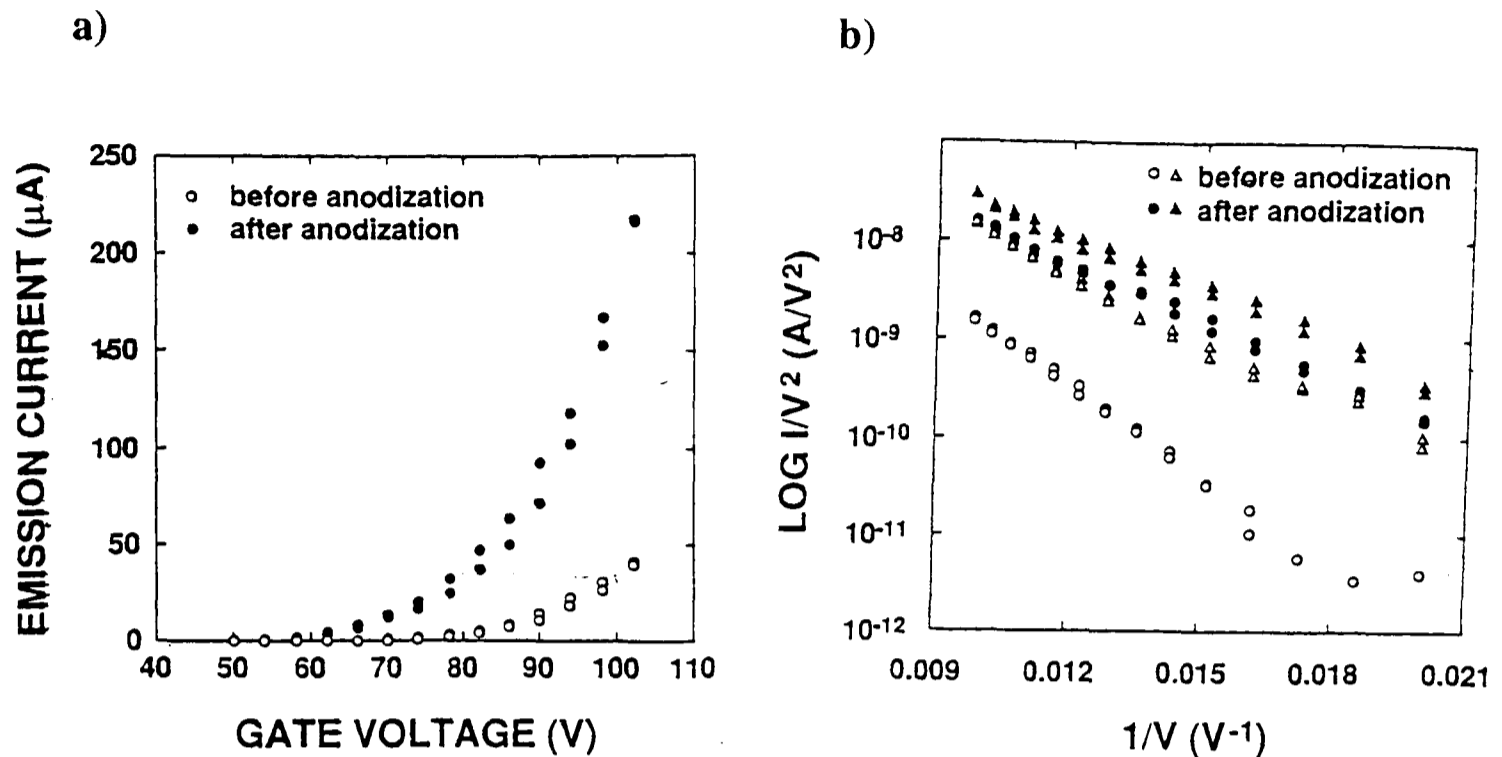 a)
EMISSION CURRENT (μA)
250
200
150
100
50
0
○ before anodization
● after anodization
40 50 60 70 80 90 100 110
GATE VOLTAGE (V)
b)
LOG I/V² (A/V²)
10⁻⁸
10⁻⁹
10⁻¹⁰
10⁻¹¹
10⁻¹²
○ △ before anodization
● ▲ after anodization
0.009 0.012 0.015 0.018 0.021
1/V (V⁻¹)